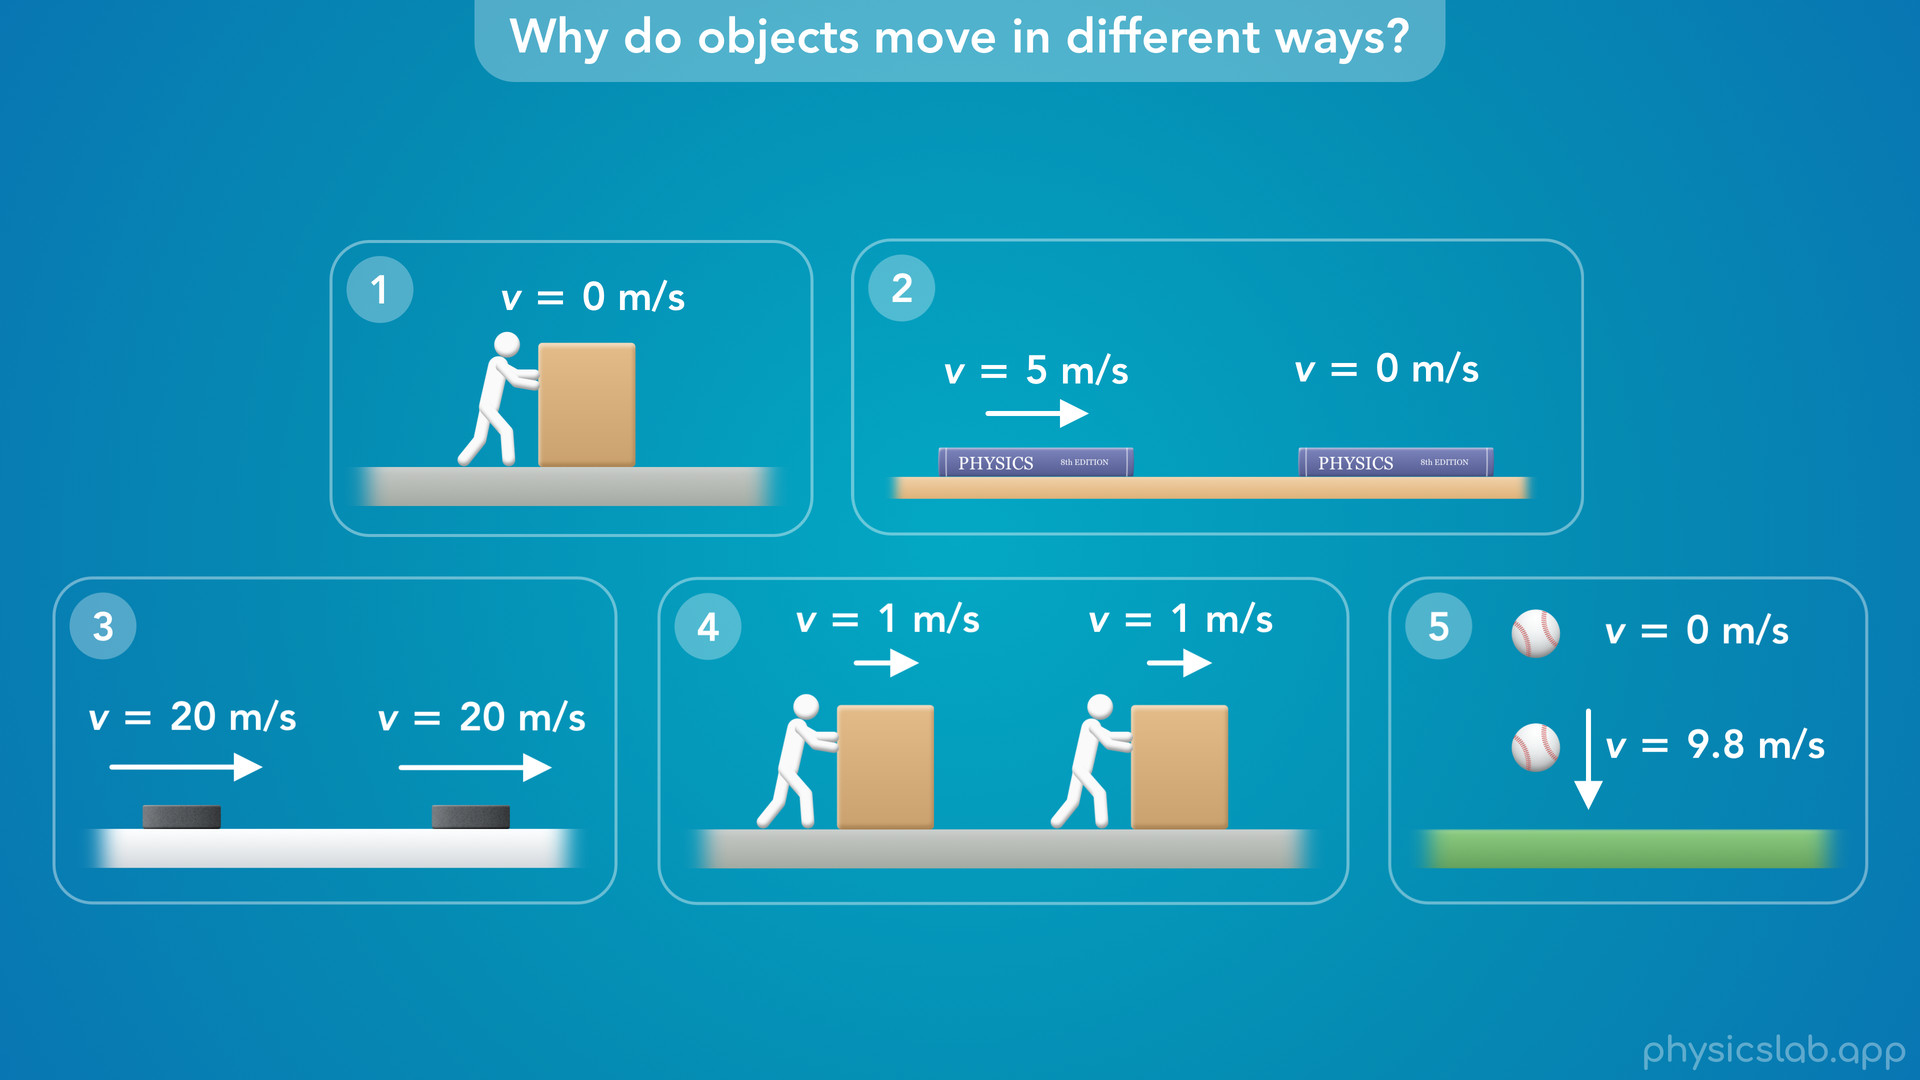 Why do objects move in different ways?
1
v = 0 m/s
2
v = 5 m/s
v = 0 m/s
PHYSICS 8th EDITION
PHYSICS 8th EDITION
3
v = 20 m/s
v = 20 m/s
4
v = 1 m/s
v = 1 m/s
5
v = 0 m/s
v = 9.8 m/s
physicslab.app